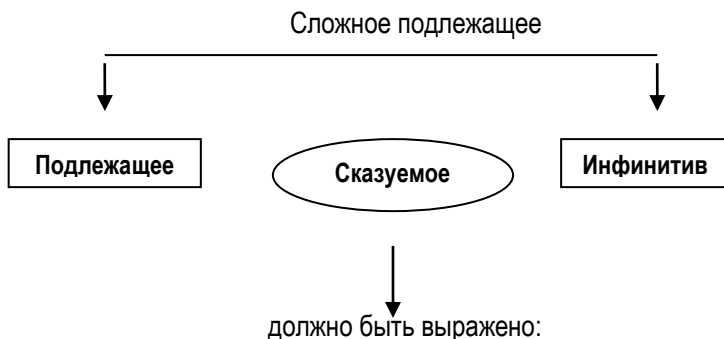 Сложное подлежащее
Подлежащее
Сказуемое
Инфинитив
должно быть выражено: